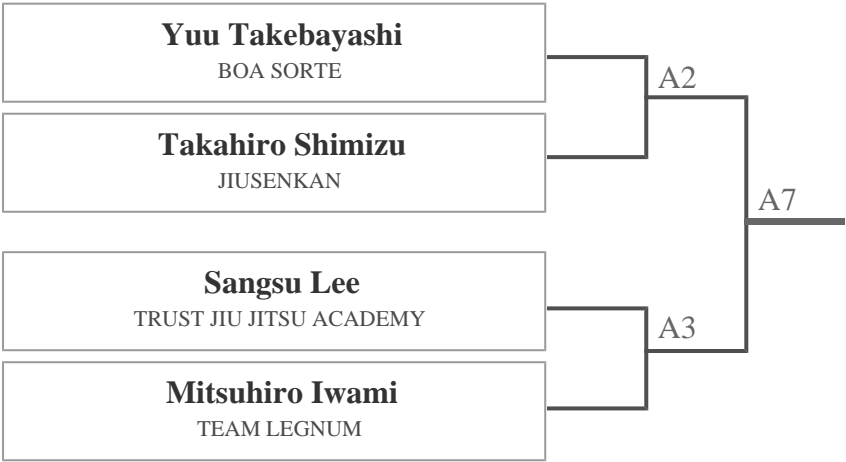 Yuu Takebayashi
BOA SORTE
A2
Takahiro Shimizu
JIUSENKAN
A7
Sangsu Lee
TRUST JIU JITSU ACADEMY
A3
Mitsuhiro Iwami
TEAM LEGNUM